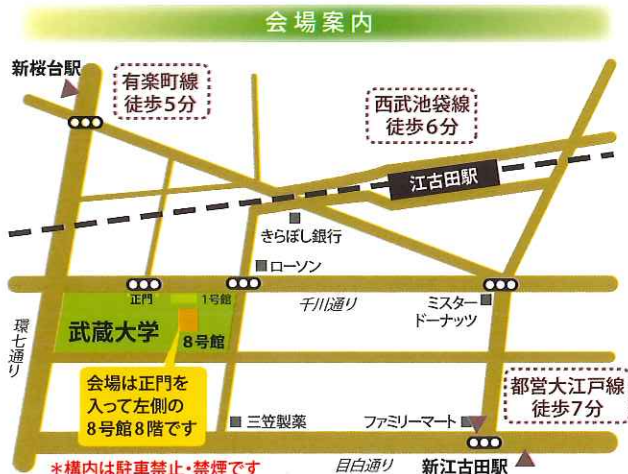 会場案内
新桜台駅
有楽町線
徒歩5分
西武池袋線
徒歩6分
江古田駅
きらぼし銀行
ローソン
正門
1号館
千川通り
ミスター
ドーナッツ
環七通り
武蔵大学
8号館
会場は正門を
入って左側の
8号館8階です
都営大江戸線
徒歩7分
三笠製薬
ファミリーマート
*構内は駐車禁止・禁煙です
目白通り
新江古田駅